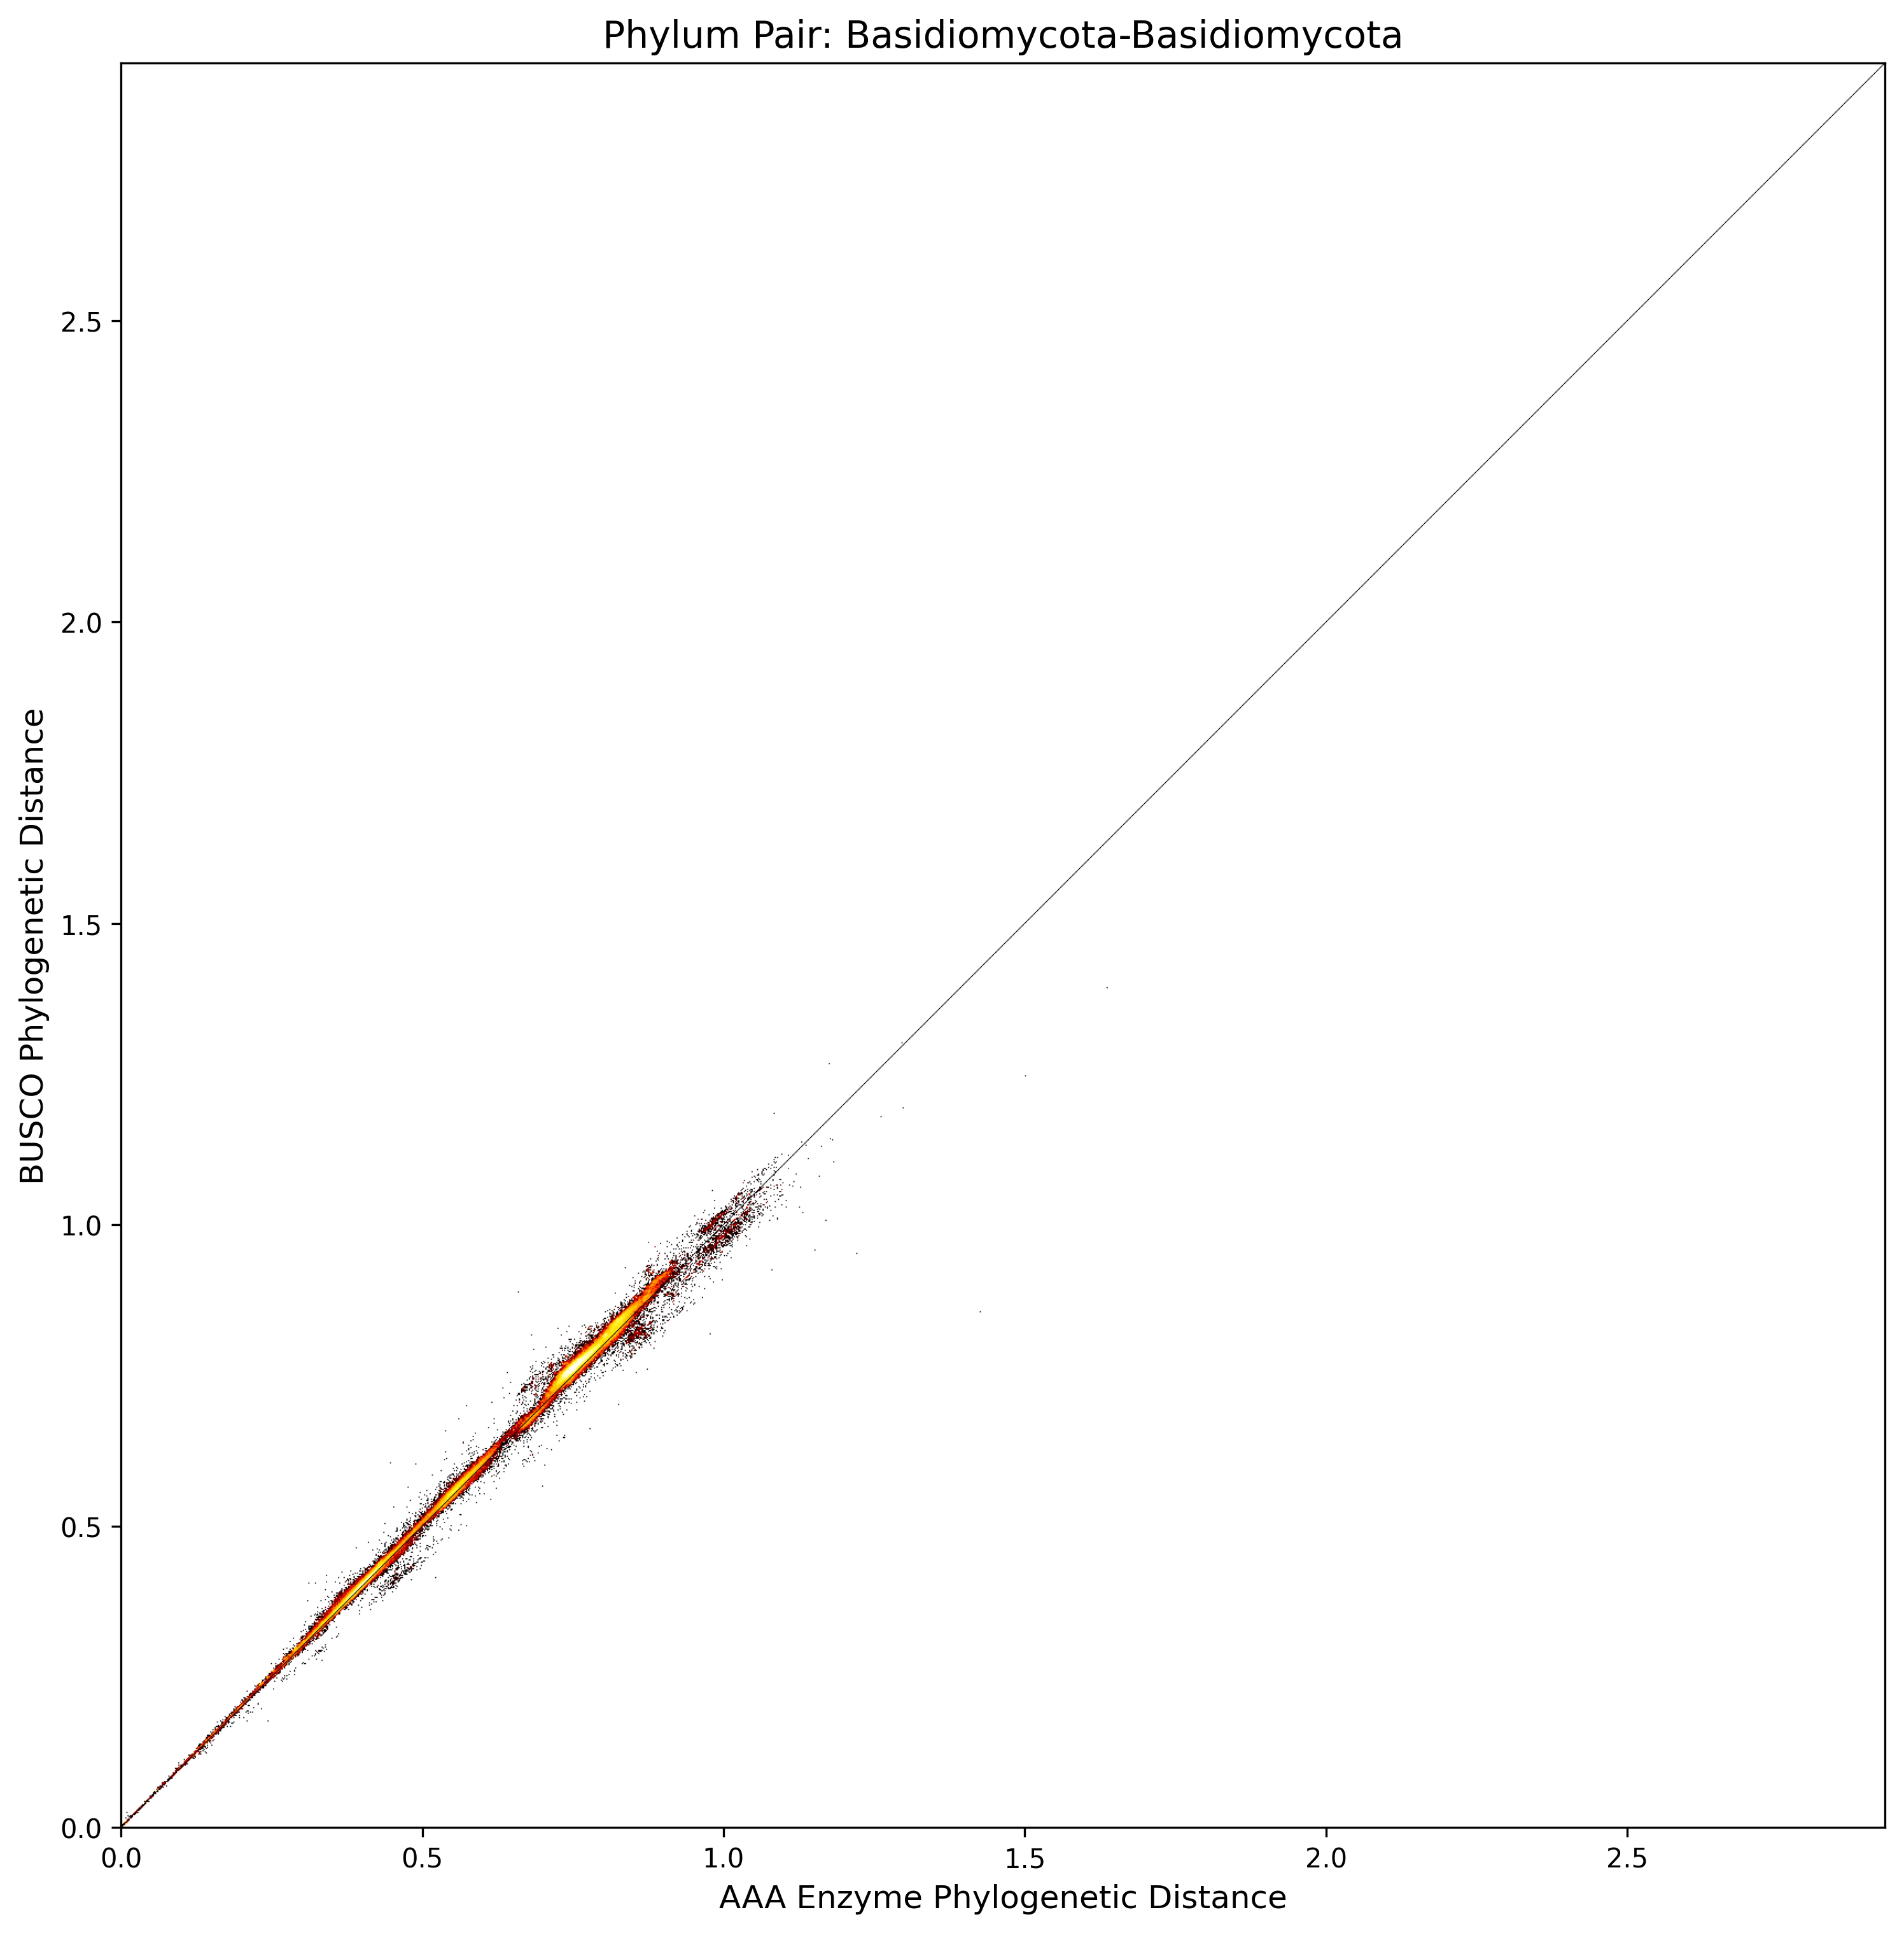 Phylum Pair: Basidiomycota-Basidiomycota
BUSCO Phylogenetic Distance
2.5
2.0
1.5
1.0
0.5
0.0
0.0 0.5 1.0 1.5 2.0 2.5
AAA Enzyme Phylogenetic Distance